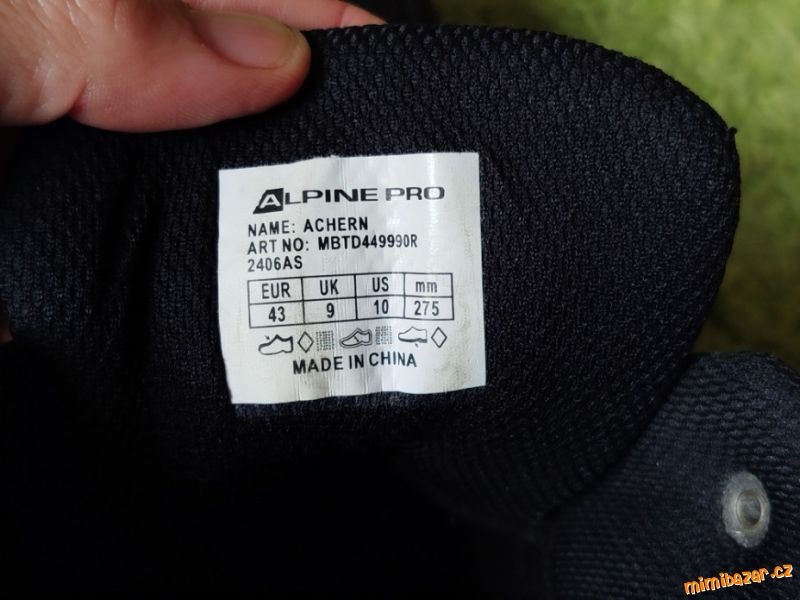 ALPINE PRO
NAME: ACHERN
ART NO: MBTD449990R
2406AS
EUR UK US mm
43 9 10 275
MADE IN CHINA
mimibazar.cz